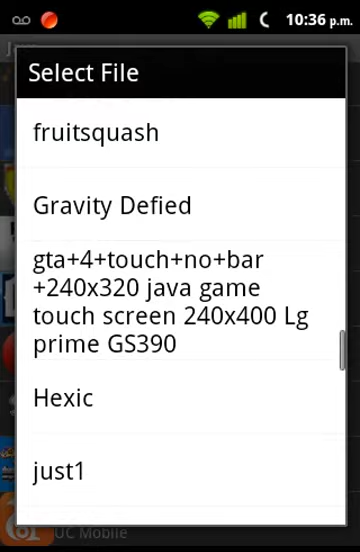 10:36 p.m.
Select File
fruitsquash
Gravity Defied
gta+4+touch+no+bar
+240x320 java game
touch screen 240x400 Lg
prime GS390
Hexic
just1
UC Mobile